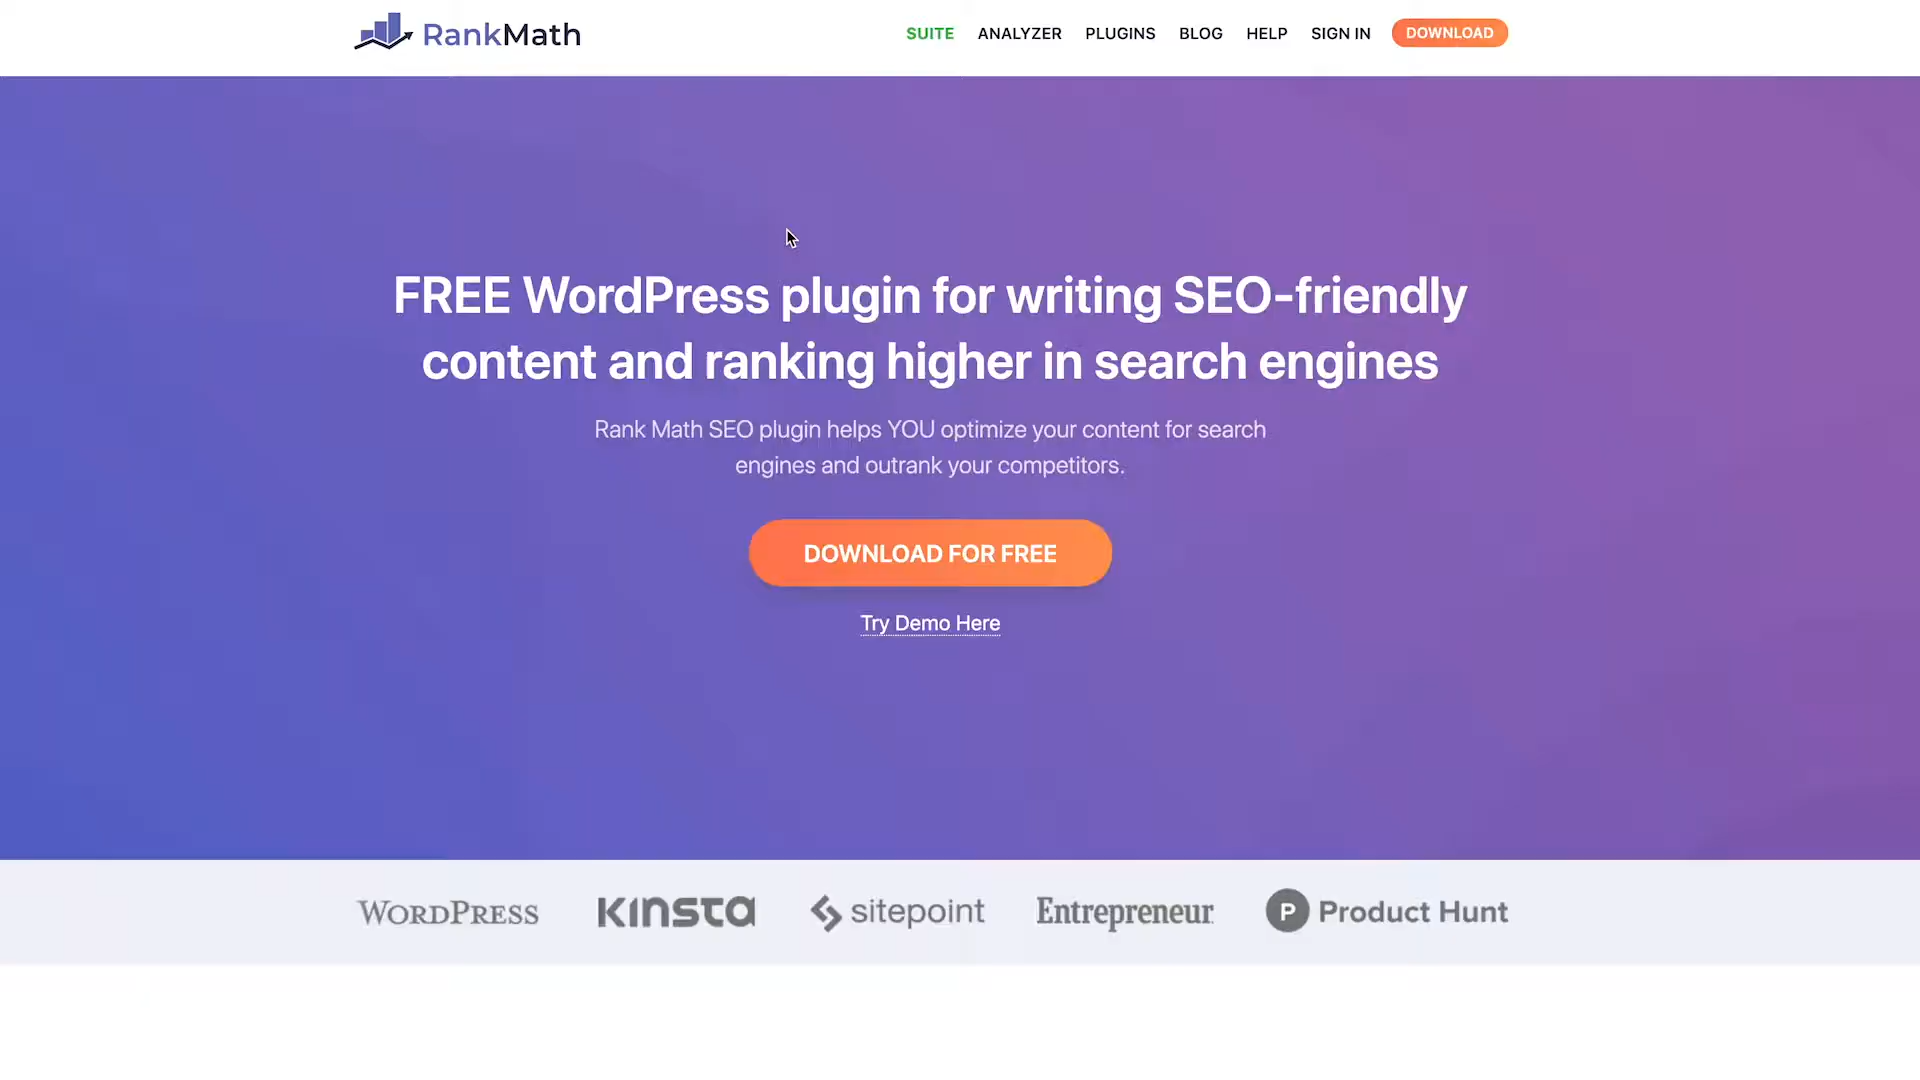 RankMath
SUITE ANALYZER PLUGINS BLOG HELP SIGN IN DOWNLOAD
FREE WordPress plugin for writing SEO-friendly
content and ranking higher in search engines
Rank Math SEO plugin helps YOU optimize your content for search
engines and outrank your competitors.
DOWNLOAD FOR FREE
Try Demo Here
WORDPRESS KINSTA sitepoint Entrepreneur P Product Hunt